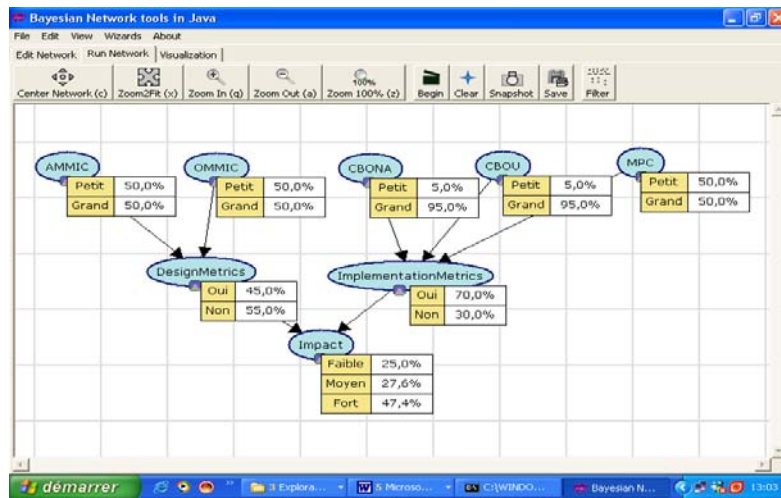 Bayesian Network tools in Java
File Edit View Wizards About
Edit Network Run Network Visualization
Center Network (c) Zoom2Fit (x) Zoom In (q) Zoom Out (a) 100% Zoom 100% (z) Begin Clear Snapshot Save Filter
AMMIC
Petit 50,0%
Grand 50,0%
OMMIC
Petit 50,0%
Grand 50,0%
CBONA
Petit 5,0%
Grand 95,0%
CBOU
Petit 5,0%
Grand 95,0%
MPC
Petit 50,0%
Grand 50,0%
DesignMetrics
Oui 45,0%
Non 55,0%
ImplementationMetrics
Oui 70,0%
Non 30,0%
Impact
Faible 25,0%
Moyen 27,6%
Fort 47,4%
démarrer 3 Explora... 5 Microso... C:\WINDO... Bayesian N... 13:03